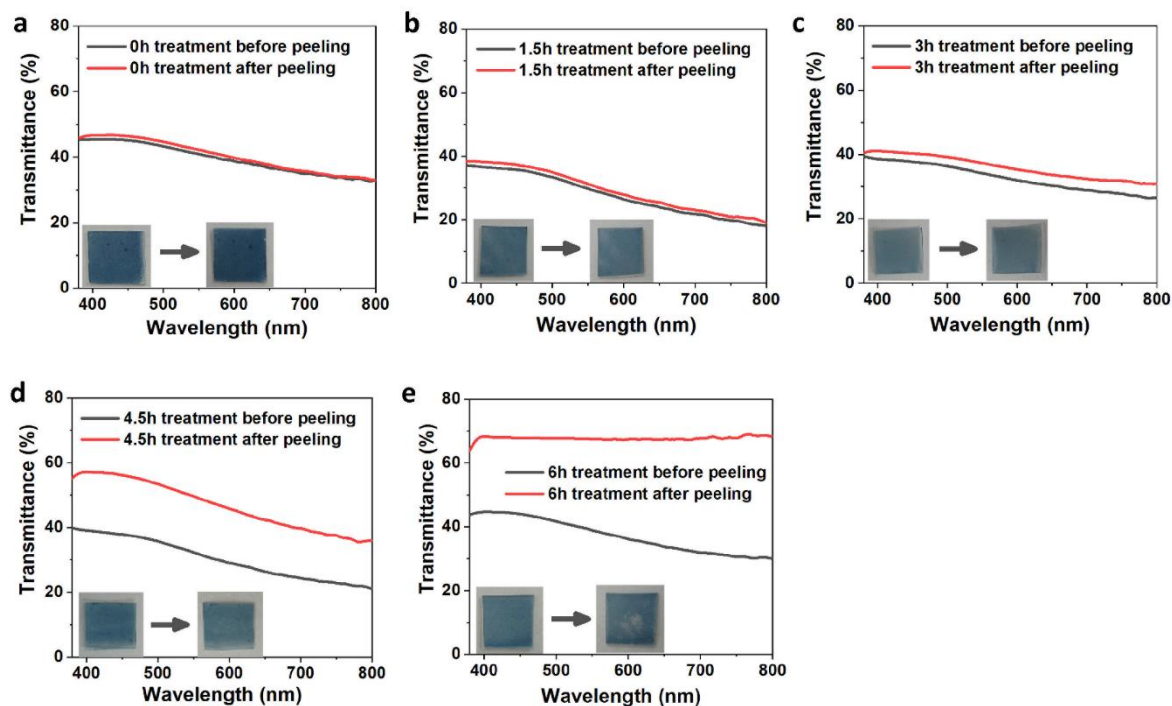 a
80
60
40
20
0
Transmittance (%)
0h treatment before peeling
0h treatment after peeling
400 500 600 700 800
Wavelength (nm)
b
80
60
40
20
0
Transmittance (%)
1.5h treatment before peeling
1.5h treatment after peeling
400 500 600 700 800
Wavelength (nm)
c
80
60
40
20
0
Transmittance (%)
3h treatment before peeling
3h treatment after peeling
400 500 600 700 800
Wavelength (nm)
d
80
60
40
20
0
Transmittance (%)
4.5h treatment before peeling
4.5h treatment after peeling
400 500 600 700 800
Wavelength (nm)
e
80
60
40
20
0
Transmittance (%)
6h treatment before peeling
6h treatment after peeling
400 500 600 700 800
Wavelength (nm)